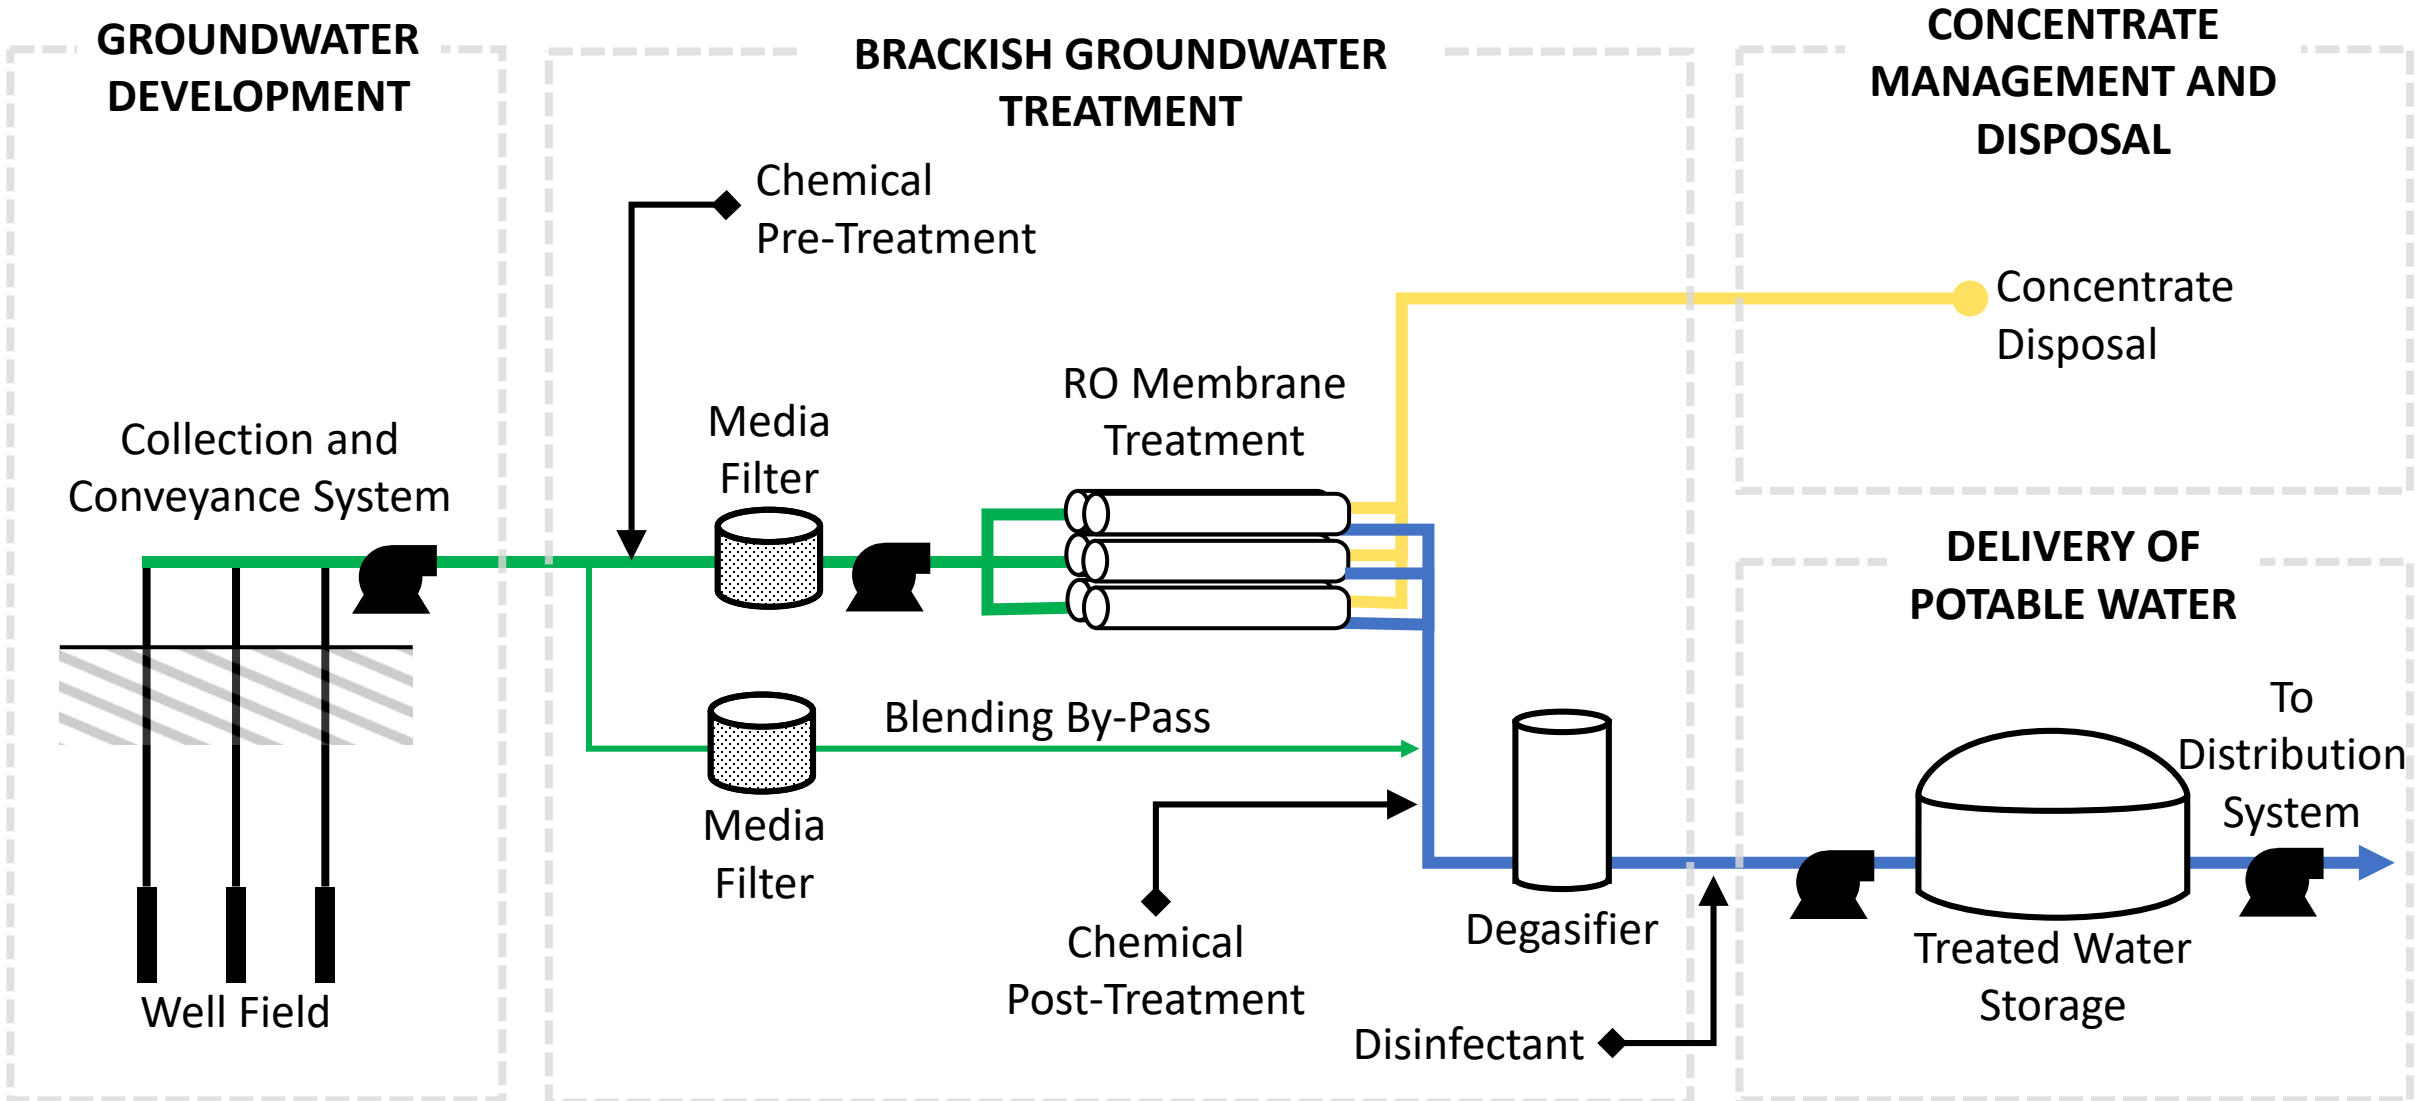 GROUNDWATER
DEVELOPMENT
Collection and
Conveyance System
Well Field
BRACKISH GROUNDWATER
TREATMENT
Chemical
Pre-Treatment
Media
Filter
RO Membrane
Treatment
Blending By-Pass
Media
Filter
Chemical
Post-Treatment
Degasifier
Disinfectant
CONCENTRATE
MANAGEMENT AND
DISPOSAL
Concentrate
Disposal
DELIVERY OF
POTABLE WATER
To
Distribution
System
Treated Water
Storage